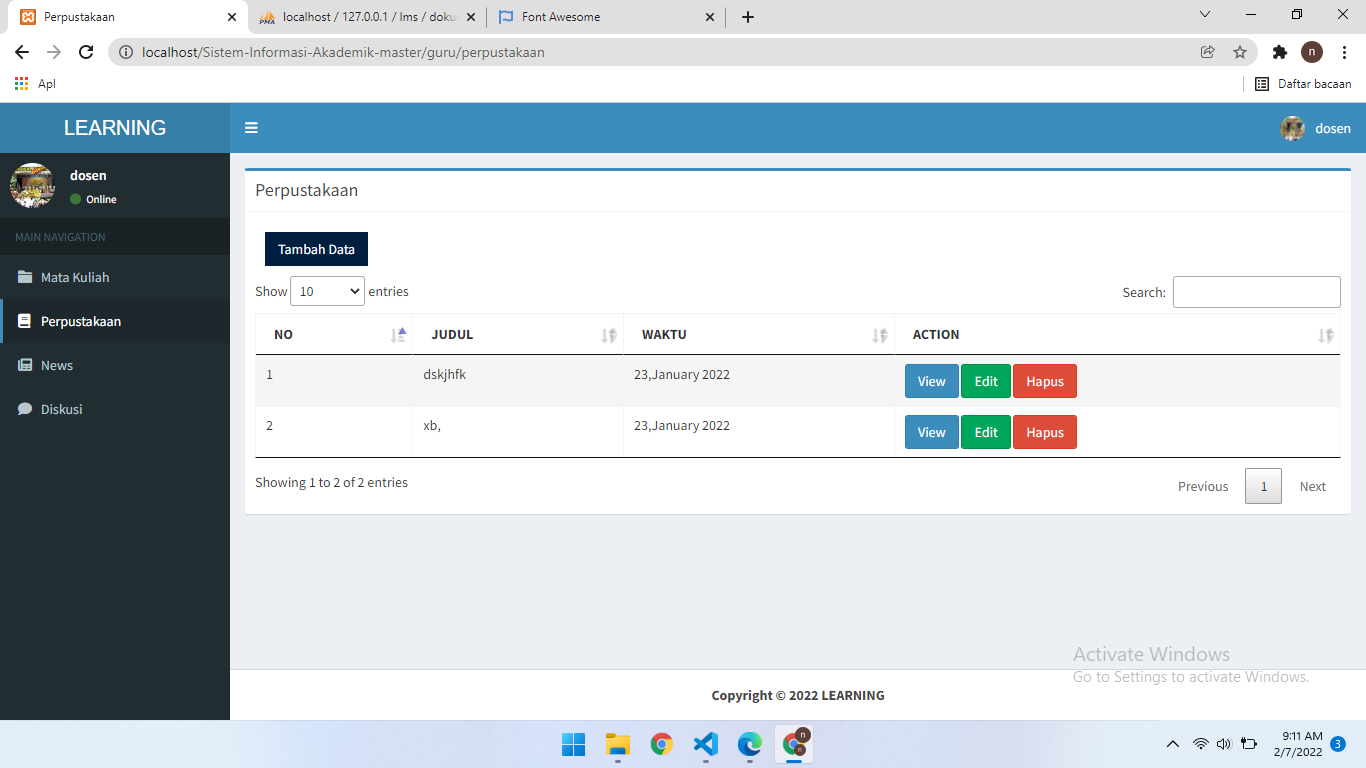 Perpustakaan
localhost / 127.0.0.1 / lms / doku
Font Awesome
localhost/Sistem-Informasi-Akademik-master/guru/perpustakaan
n
Apl
Daftar bacaan
LEARNING
dosen
dosen
Online
MAIN NAVIGATION
Mata Kuliah
Perpustakaan
News
Diskusi
Perpustakaan
Tambah Data
Show 10 entries
Search:
NO JUDUL WAKTU ACTION
1 dskjhfk 23,January 2022 View Edit Hapus
2 xb, 23,January 2022 View Edit Hapus
Showing 1 to 2 of 2 entries
Previous 1 Next
Activate Windows
Go to Settings to activate Windows.
Copyright © 2022 LEARNING
9:11 AM
2/7/2022
3